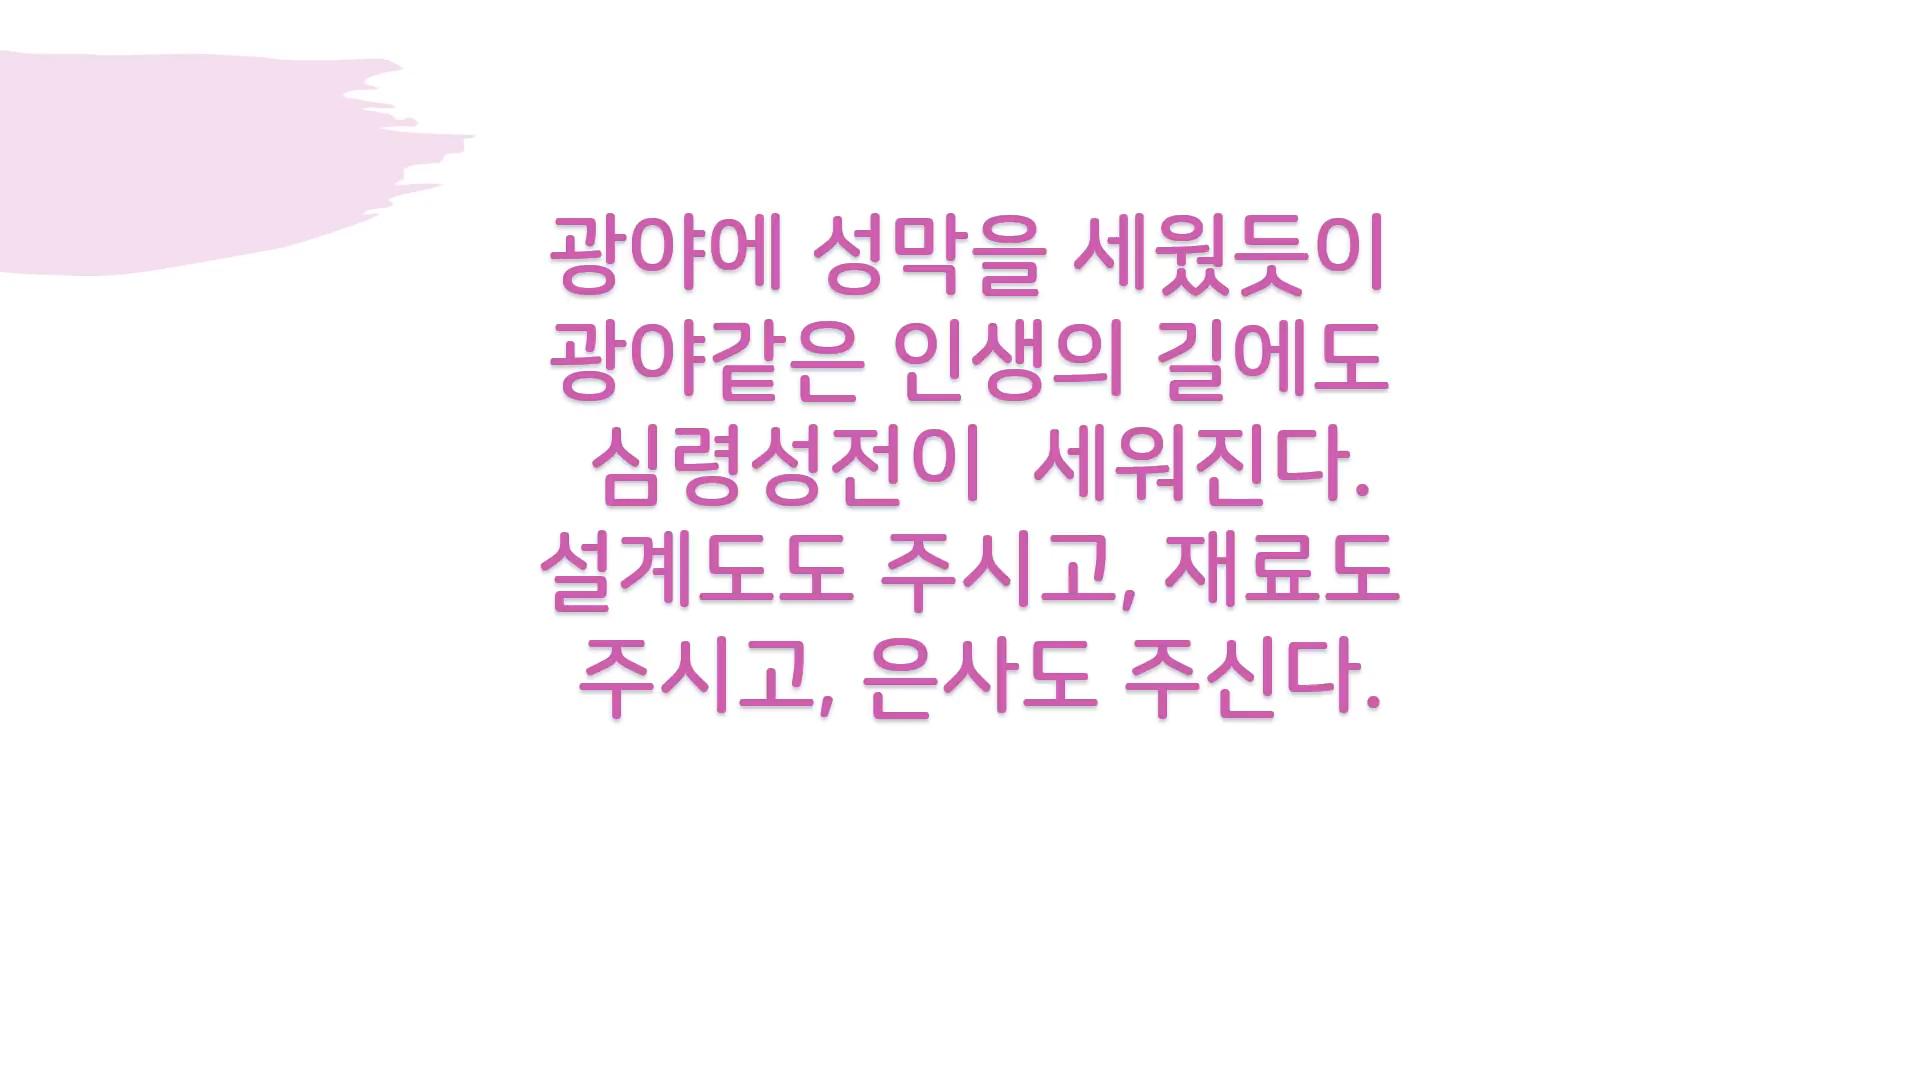 광야에 성막을 세웠듯이
광야같은 인생의 길에도
심령성전이  세워진다.
설계도도 주시고, 재료도
주시고, 은사도 주신다.